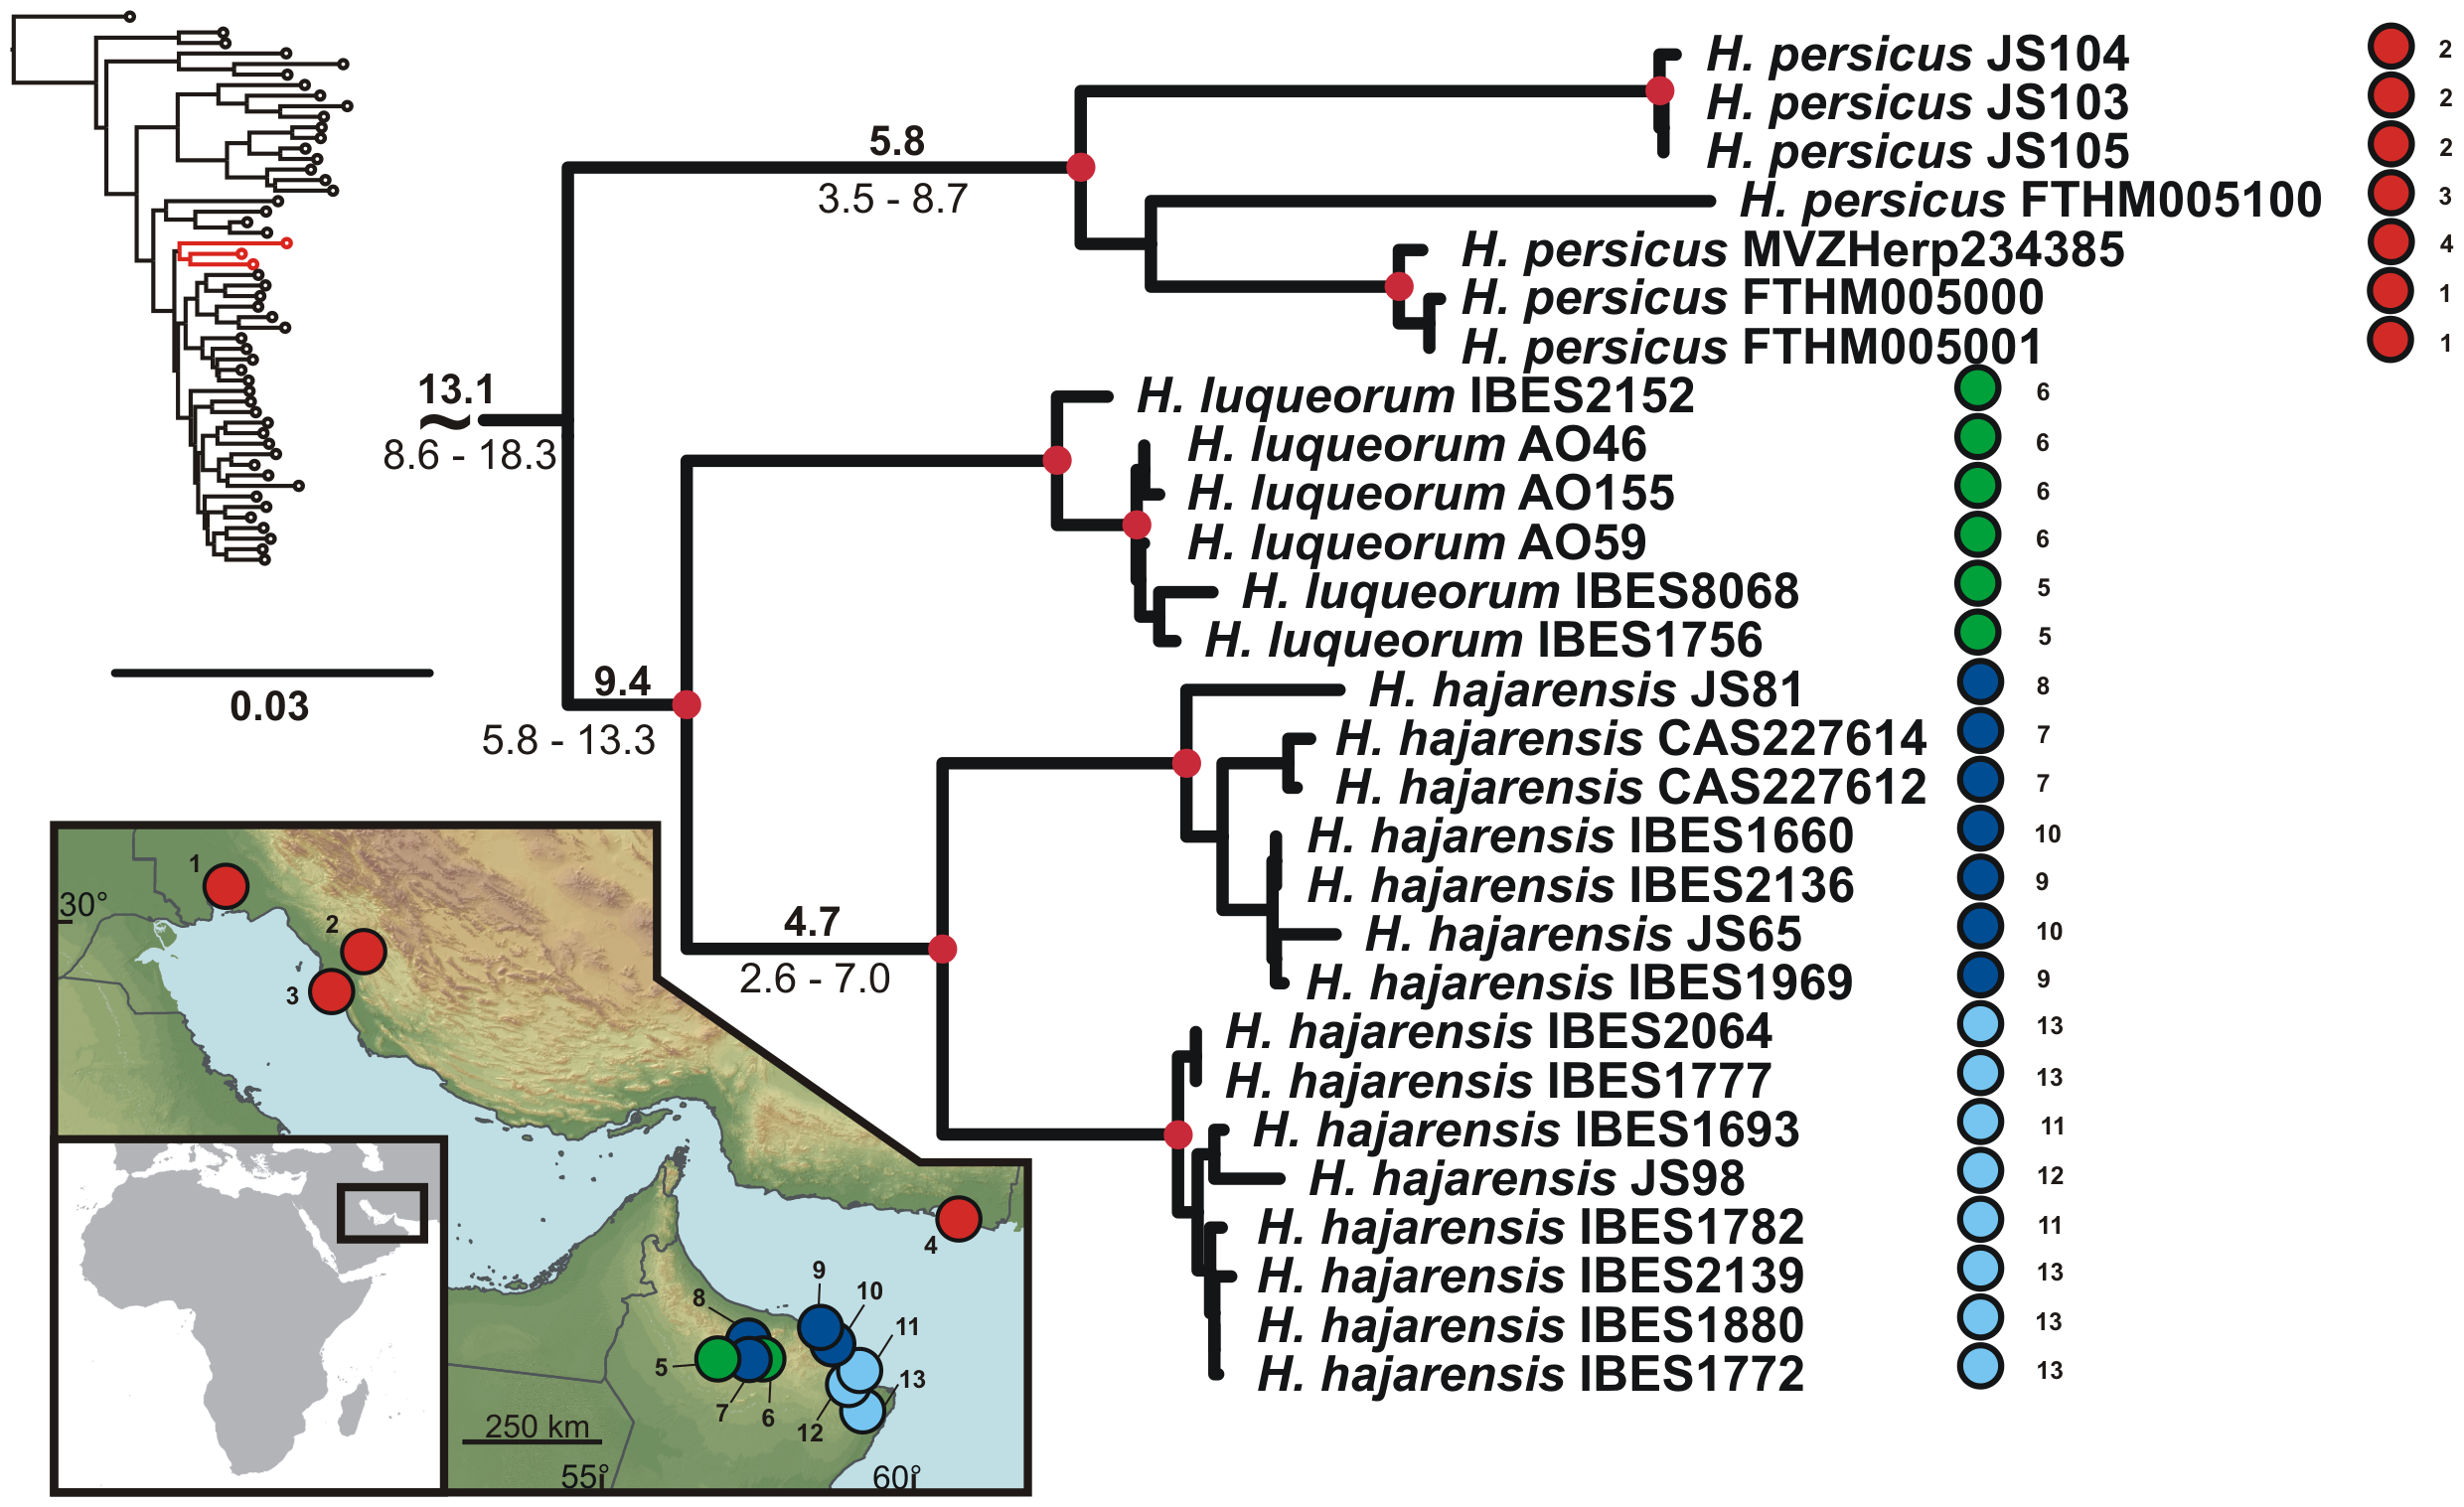 H. persicus JS104 2
H. persicus JS103 2
H. persicus JS105 2
H. persicus FTHM005100 3
H. persicus MVZHerp234385 4
H. persicus FTHM005000 1
H. persicus FTHM005001 1
H. luqueorum IBES2152 6
H. luqueorum AO46 6
H. luqueorum AO155 6
H. luqueorum AO59 6
H. luqueorum IBES8068 5
H. luqueorum IBES1756 5
H. hajarensis JS81 8
H. hajarensis CAS227614 7
H. hajarensis CAS227612 7
H. hajarensis IBES1660 10
H. hajarensis IBES2136 9
H. hajarensis JS65 10
H. hajarensis IBES1969 9
H. hajarensis IBES2064 13
H. hajarensis IBES1777 13
H. hajarensis IBES1693 11
H. hajarensis JS98 12
H. hajarensis IBES1782 11
H. hajarensis IBES2139 13
H. hajarensis IBES1880 13
H. hajarensis IBES1772 13
5.8
3.5 - 8.7
13.1
~
8.6 - 18.3
9.4
5.8 - 13.3
4.7
2.6 - 7.0
0.03
1
30°
2
3
4
9
8
10
11
5
13
7
6
12
250 km
55°
60°